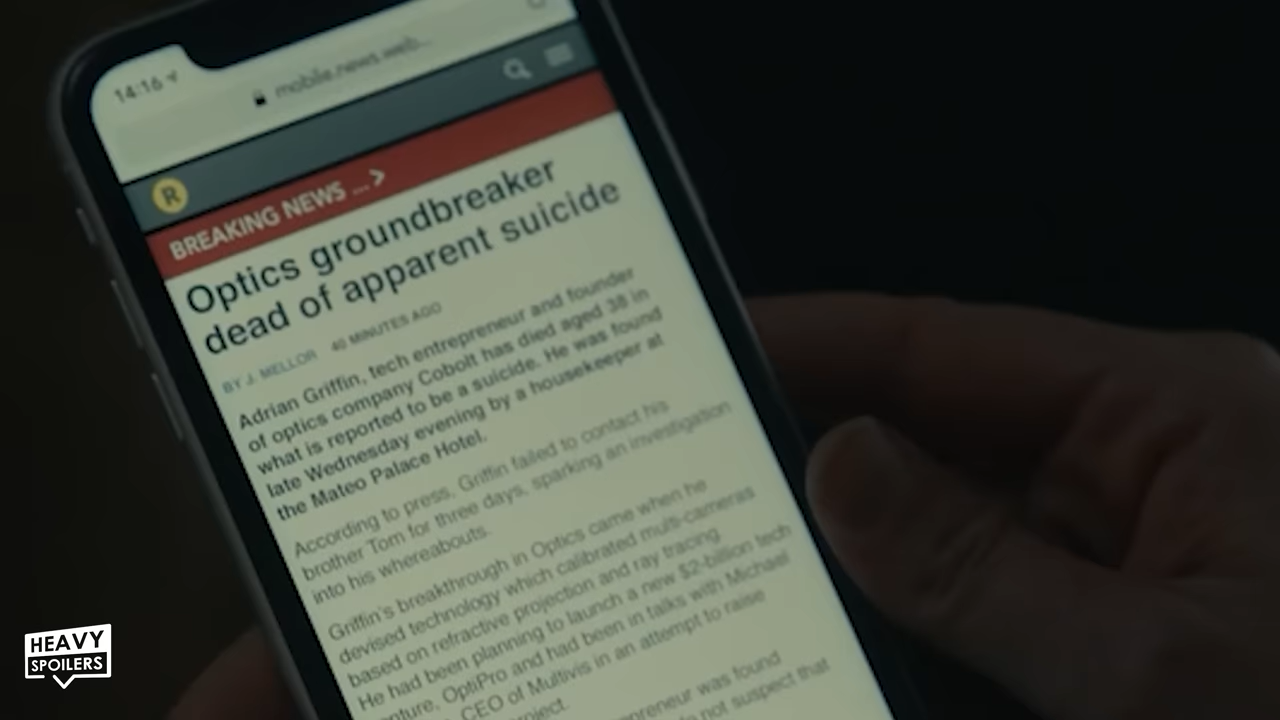 14:16
mobile.news.web...
R
BREAKING NEWS ... >
Optics groundbreaker
dead of apparent suicide
BY J. MELLOR 40 MINUTES AGO
Adrian Griffin, tech entrepreneur and founder
of optics company Cobolt has died aged 38 in
what is reported to be a suicide. He was found
late Wednesday evening by a housekeeper at
the Mateo Palace Hotel.
According to press, Griffin failed to contact his
brother Tom for three days, sparking an investigation
into his whereabouts.
Griffin's breakthrough in Optics came when he
devised technology which calibrated multi-cameras
based on refractive projection and ray tracing
He had been planning to launch a new $2-billion tech
OptiPro and had been in talks with Michael
CEO of Multivis in an attempt to raise
project.
was found
not suspect that
HEAVY
SPOILERS